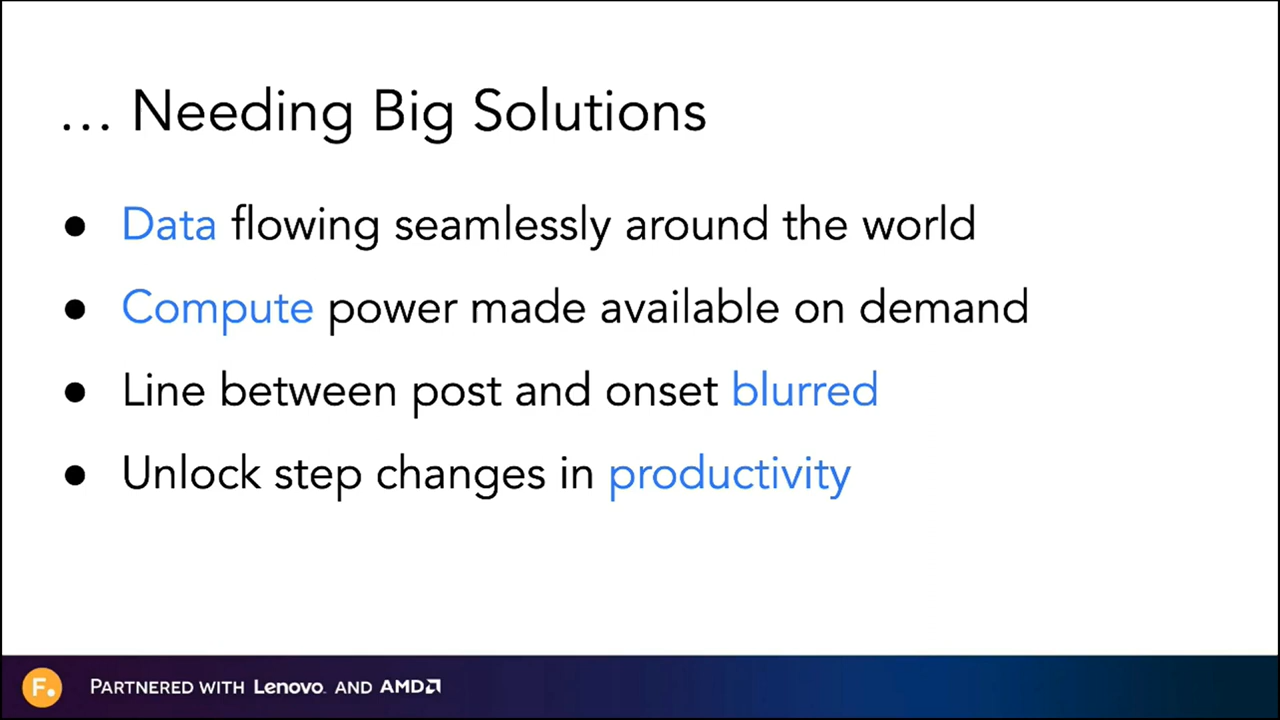 … Needing Big Solutions
● Data flowing seamlessly around the world
● Compute power made available on demand
● Line between post and onset blurred
● Unlock step changes in productivity
F. PARTNERED WITH Lenovo. AND AMD